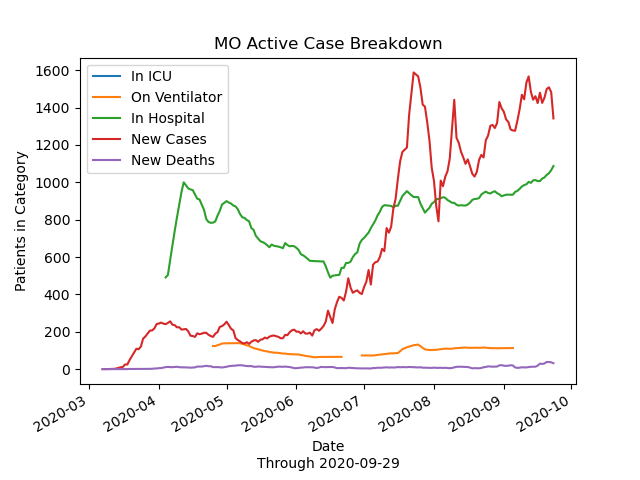 MO Active Case Breakdown
In ICU
On Ventilator
In Hospital
New Cases
New Deaths
1600
1400
1200
1000
800
600
400
200
0
Patients in Category
2020-03
2020-04
2020-05
2020-06
2020-07
2020-08
2020-09
2020-10
Date
Through 2020-09-29